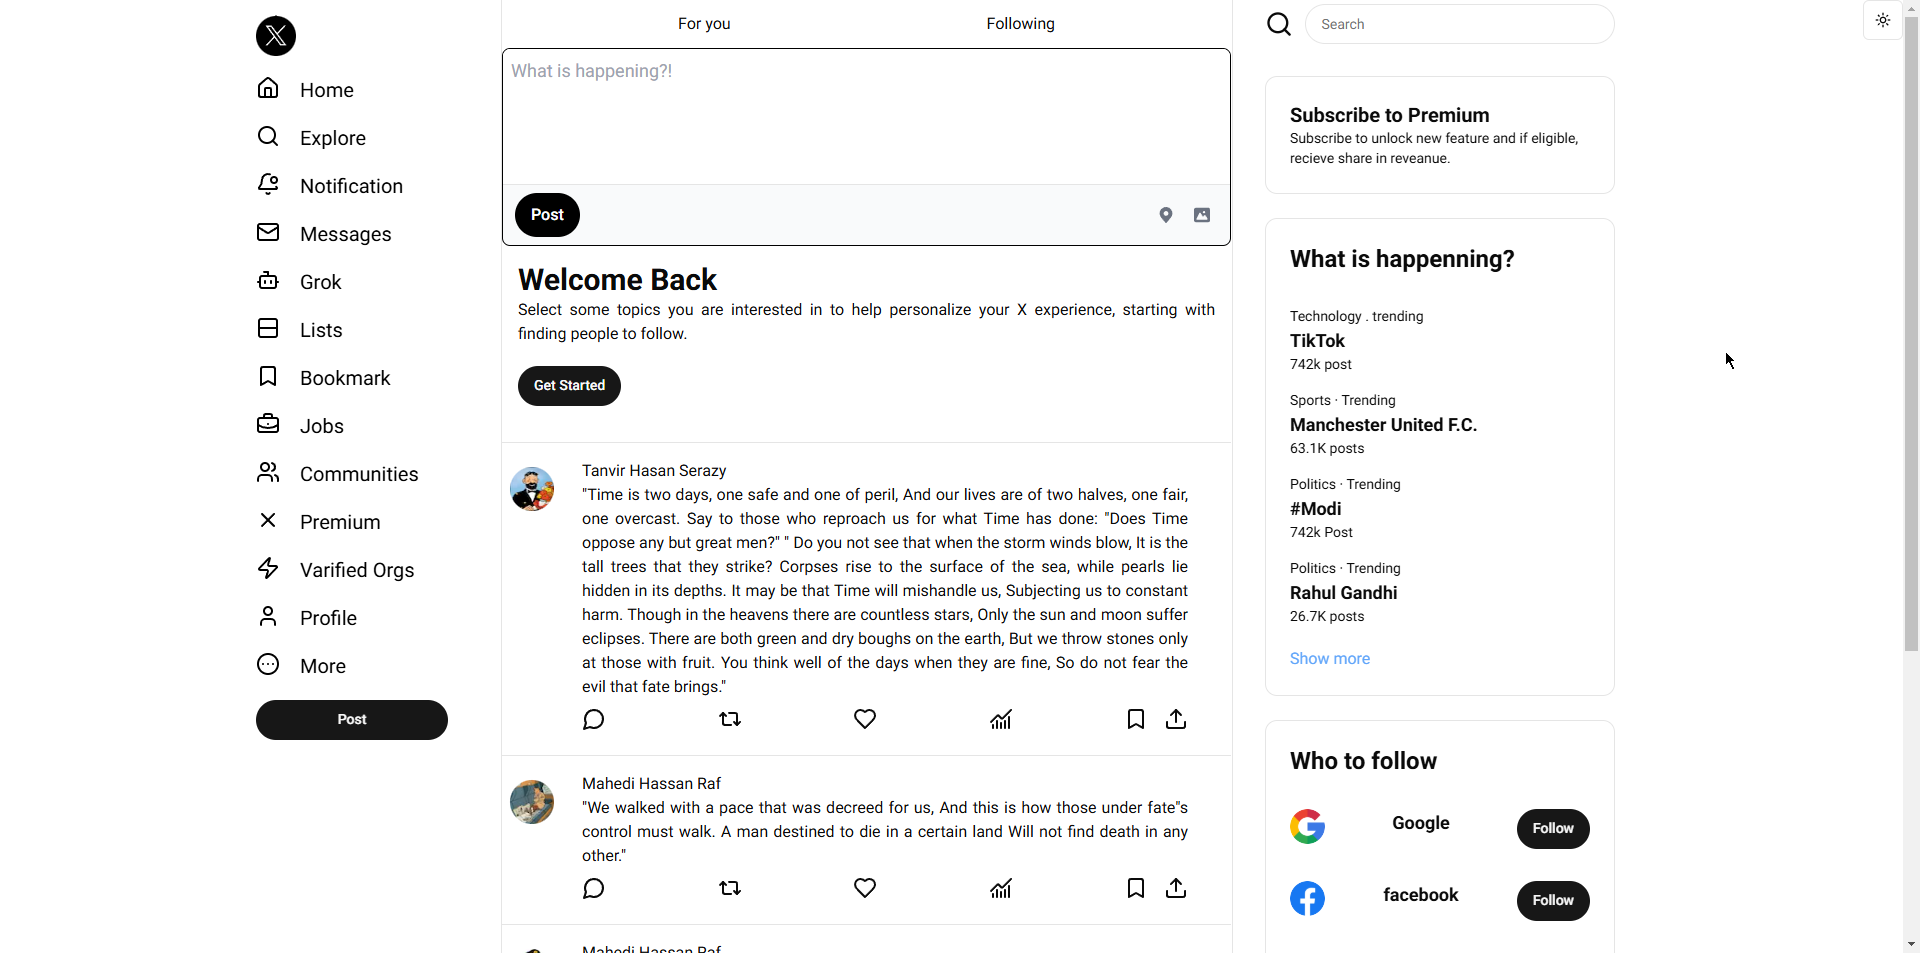 Home
Explore
Notification
Messages
Grok
Lists
Bookmark
Jobs
Communities
Premium
Varified Orgs
Profile
More
Post
For you
Following
What is happening?!
Post
Welcome Back
Select some topics you are interested in to help personalize your X experience, starting with
finding people to follow.
Get Started
Tanvir Hasan Serazy
"Time is two days, one safe and one of peril, And our lives are of two halves, one fair,
one overcast. Say to those who reproach us for what Time has done: "Does Time
oppose any but great men?" " Do you not see that when the storm winds blow, It is the
tall trees that they strike? Corpses rise to the surface of the sea, while pearls lie
hidden in its depths. It may be that Time will mishandle us, Subjecting us to constant
harm. Though in the heavens there are countless stars, Only the sun and moon suffer
eclipses. There are both green and dry boughs on the earth, But we throw stones only
at those with fruit. You think well of the days when they are fine, So do not fear the
evil that fate brings."
Mahedi Hassan Raf
"We walked with a pace that was decreed for us, And this is how those under fate"s
control must walk. A man destined to die in a certain land Will not find death in any
other."
Mahedi Hassan Raf
Search
Subscribe to Premium
Subscribe to unlock new feature and if eligible,
recieve share in reveanue.
What is happenning?
Technology . trending
TikTok
742k post
Sports · Trending
Manchester United F.C.
63.1K posts
Politics · Trending
#Modi
742k Post
Politics · Trending
Rahul Gandhi
26.7K posts
Show more
Who to follow
Google
Follow
facebook
Follow